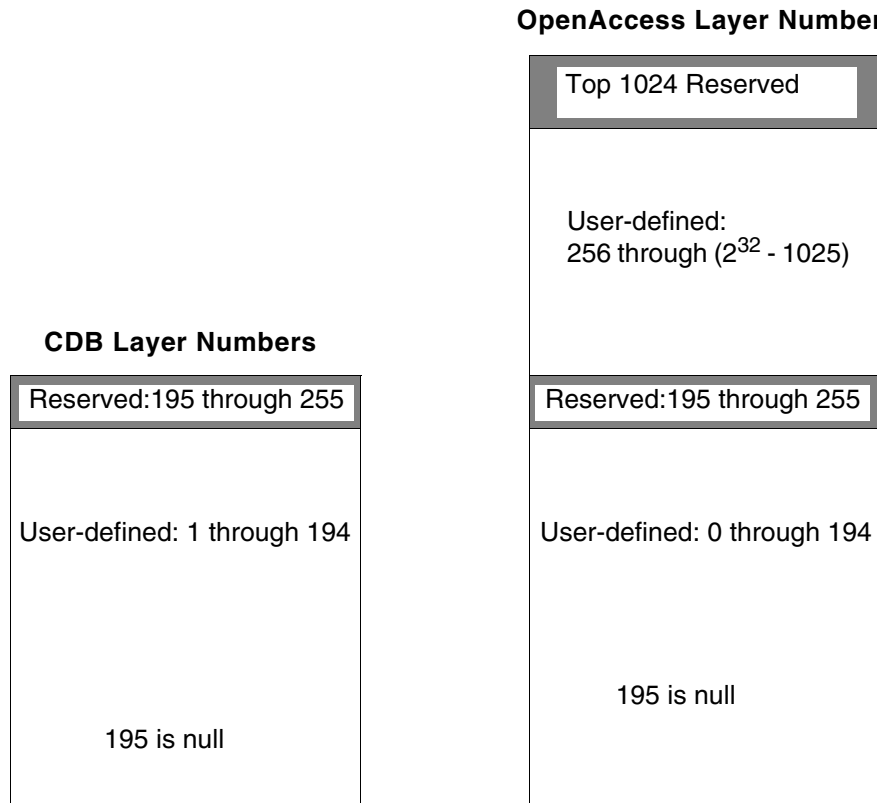 OpenAccess Layer Number
Top 1024 Reserved
User-defined:
256 through (2³² - 1025)
CDB Layer Numbers
Reserved:195 through 255
User-defined: 1 through 194
195 is null
Reserved:195 through 255
User-defined: 0 through 194
195 is null